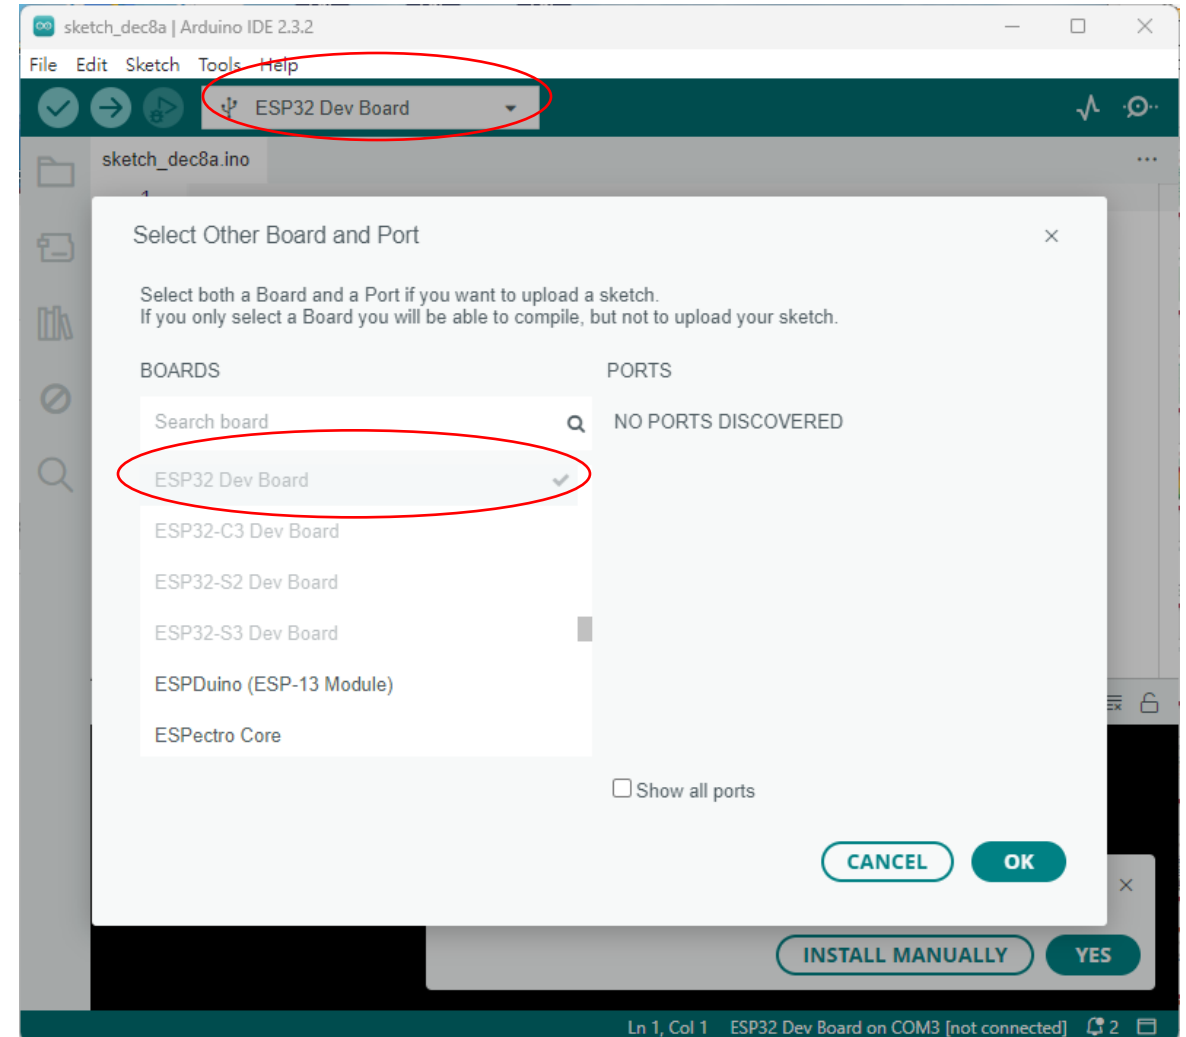 sketch_dec8a | Arduino IDE 2.3.2
File Edit Sketch Tools Help
ESP32 Dev Board
sketch_dec8a.ino
1
Select Other Board and Port
Select both a Board and a Port if you want to upload a sketch.
If you only select a Board you will be able to compile, but not to upload your sketch.
BOARDS
PORTS
Search board
NO PORTS DISCOVERED
ESP32 Dev Board
ESP32-C3 Dev Board
ESP32-S2 Dev Board
ESP32-S3 Dev Board
ESPDuino (ESP-13 Module)
ESPectro Core
Show all ports
CANCEL
OK
INSTALL MANUALLY
YES
Ln 1, Col 1 ESP32 Dev Board on COM3 [not connected] 2